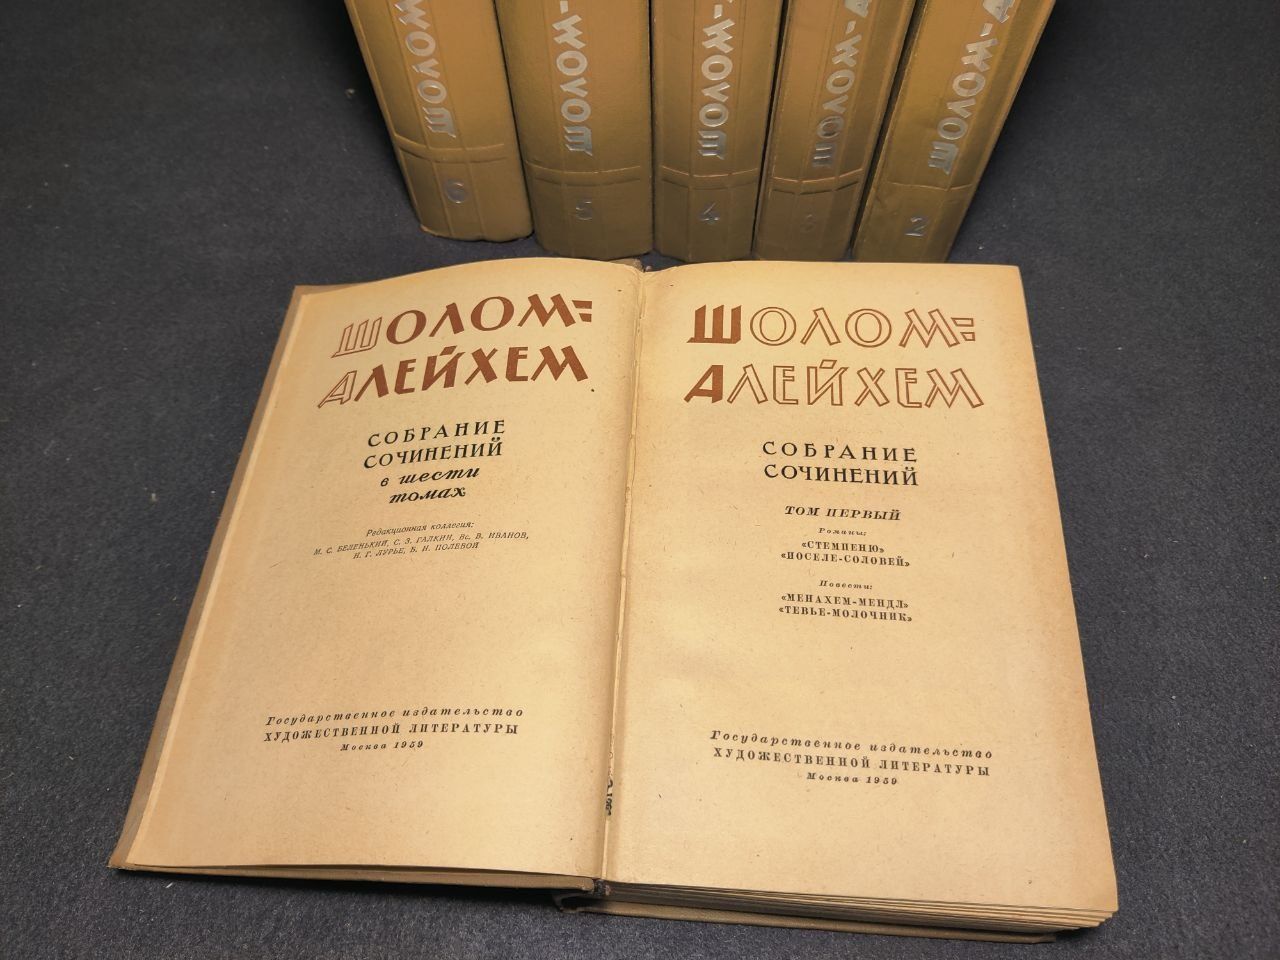 ШОЛОМ-
6
ШОЛОМ-
5
ШОЛОМ-
4
ШОЛОМ-А
3
ШОЛОМ-А
2
ШОЛОМ=
АЛЕЙХЕМ
СОБРАНИЕ
СОЧИНЕНИЙ
в шести
томах
Редакционная коллегия:
М. С. БЕЛЕНЬКИЙ, С. З. ГАЛКИН, Вс. В. ИВАНОВ,
Н. Г. ЛУРЬЕ, Б. Н. ПОЛЕВОЙ
Государственное издательство
ХУДОЖЕСТВЕННОЙ ЛИТЕРАТУРЫ
Москва 1959
ШОЛОМ=
АЛЕЙХЕМ
СОБРАНИЕ
СОЧИНЕНИЙ
ТОМ ПЕРВЫЙ
Романы:
«СТЕМПЕНЮ»
«ИОСЕЛЕ-СОЛОВЕЙ»
Повести:
«МЕНАХЕМ-МЕНДЛ»
«ТЕВЬЕ-МОЛОЧНИК»
Государственное издательство
ХУДОЖЕСТВЕННОЙ ЛИТЕРАТУРЫ
Москва 1959